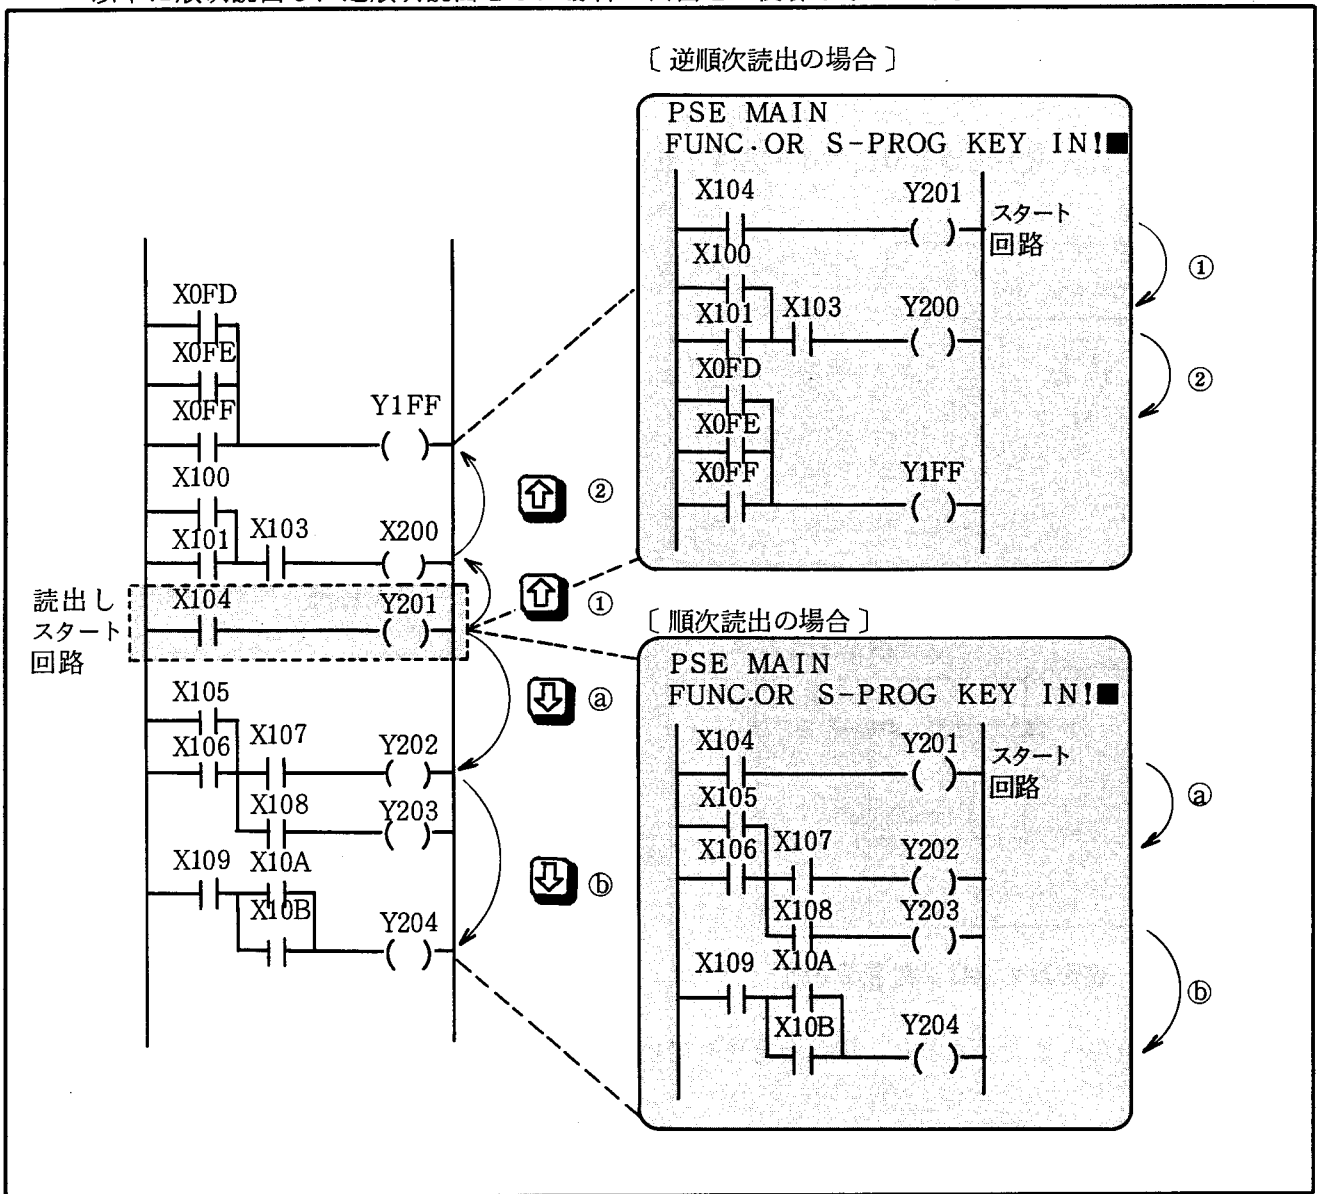 〔 逆順次読出の場合 〕
PSE MAIN
FUNC.OR S-PROG KEY IN!■
X104 Y201
スタート
回路
X100
①
X101 X103 Y200
X0FD
②
X0FE
X0FF Y1FF
X0FD
X0FE
X0FF Y1FF
X100
②
X101 X103 X200
読出し
スタート
回路
X104 Y201
①
X105
ⓐ
X106 X107 Y202
X108 Y203
X109 X10A
ⓑ
X10B Y204
〔 順次読出の場合 〕
PSE MAIN
FUNC.OR S-PROG KEY IN!■
X104 Y201
スタート
回路
X105
ⓐ
X106 X107 Y202
X108 Y203
X109 X10A
ⓑ
X10B Y204